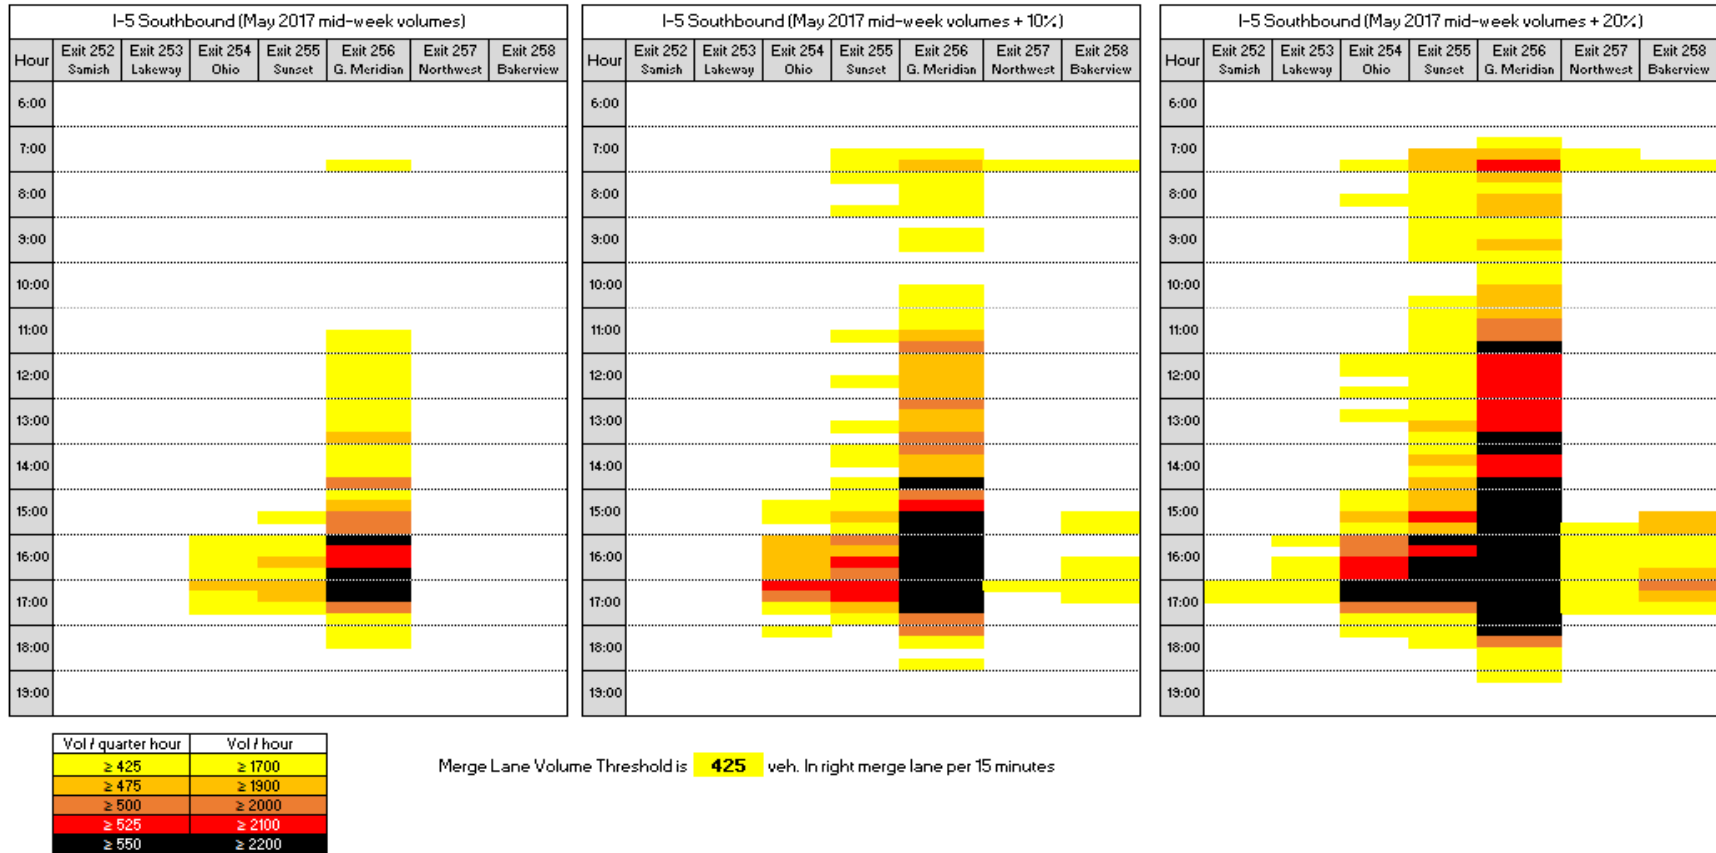 I-5 Southbound (May 2017 mid-week volumes)
Hour
Exit 252 Samish
Exit 253 Lakeway
Exit 254 Ohio
Exit 255 Sunset
Exit 256 G. Meridian
Exit 257 Northwest
Exit 258 Bakerview
6:00
7:00
8:00
9:00
10:00
11:00
12:00
13:00
14:00
15:00
16:00
17:00
18:00
19:00
I-5 Southbound (May 2017 mid-week volumes + 10%)
Hour
Exit 252 Samish
Exit 253 Lakeway
Exit 254 Ohio
Exit 255 Sunset
Exit 256 G. Meridian
Exit 257 Northwest
Exit 258 Bakerview
6:00
7:00
8:00
9:00
10:00
11:00
12:00
13:00
14:00
15:00
16:00
17:00
18:00
19:00
I-5 Southbound (May 2017 mid-week volumes + 20%)
Hour
Exit 252 Samish
Exit 253 Lakeway
Exit 254 Ohio
Exit 255 Sunset
Exit 256 G. Meridian
Exit 257 Northwest
Exit 258 Bakerview
6:00
7:00
8:00
9:00
10:00
11:00
12:00
13:00
14:00
15:00
16:00
17:00
18:00
19:00
Vol / quarter hour Vol / hour
≥ 425 ≥ 1700
≥ 475 ≥ 1900
≥ 500 ≥ 2000
≥ 525 ≥ 2100
≥ 550 ≥ 2200
Merge Lane Volume Threshold is 425 veh. In right merge lane per 15 minutes